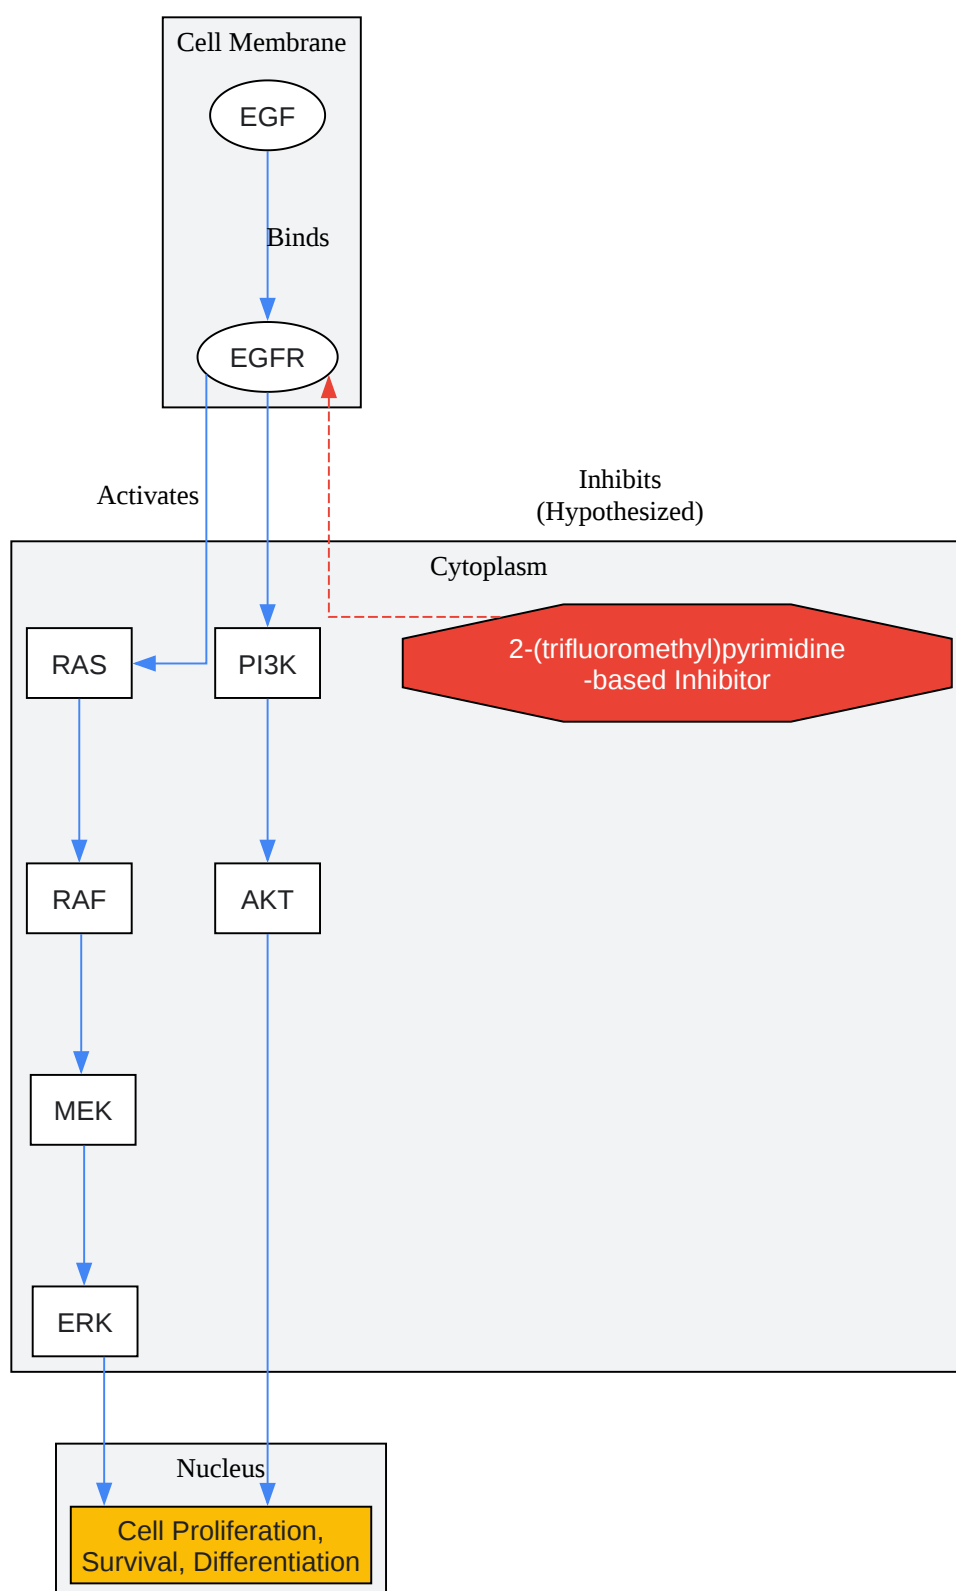 Cell Membrane
EGF
Binds
EGFR
Activates
Inhibits
(Hypothesized)
Cytoplasm
RAS
PI3K
2-(trifluoromethyl)pyrimidine
-based Inhibitor
RAF
AKT
MEK
ERK
Nucleus
Cell Proliferation,
Survival, Differentiation